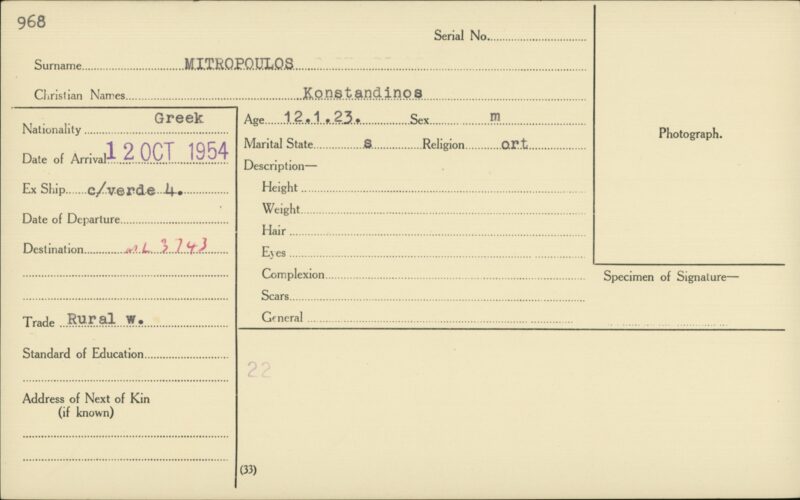 968
Serial No.
Surname MITROPOULOS
Christian Names Konstandinos
Nationality Greek
Date of Arrival 12 OCT 1954
Ex Ship c/verde 4.
Date of Departure
Destination ML 3743
Trade Rural w.
Standard of Education
Address of Next of Kin
(if known)
Age 12.1.23. Sex m
Marital State s Religion ort
Description—
Height
Weight
Hair
Eyes
Complexion
Scars
General
22
(33)
Photograph.
Specimen of Signature—